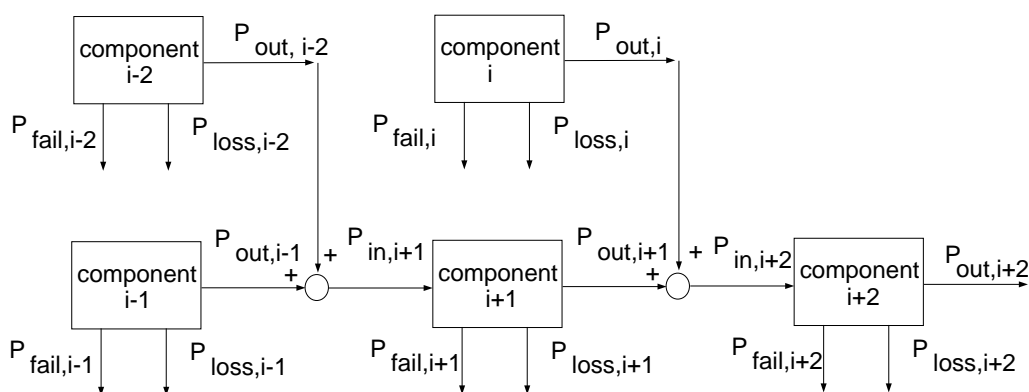 component
i-2
P out, i-2
component
i
P out,i
P fail,i-2
P loss,i-2
P fail,i
P loss,i
component
i-1
P out,i-1
+
+
P in,i+1
component
i+1
P out,i+1
+
+
P in,i+2
component
i+2
P out,i+2
P fail,i-1
P loss,i-1
P fail,i+1
P loss,i+1
P fail,i+2
P loss,i+2